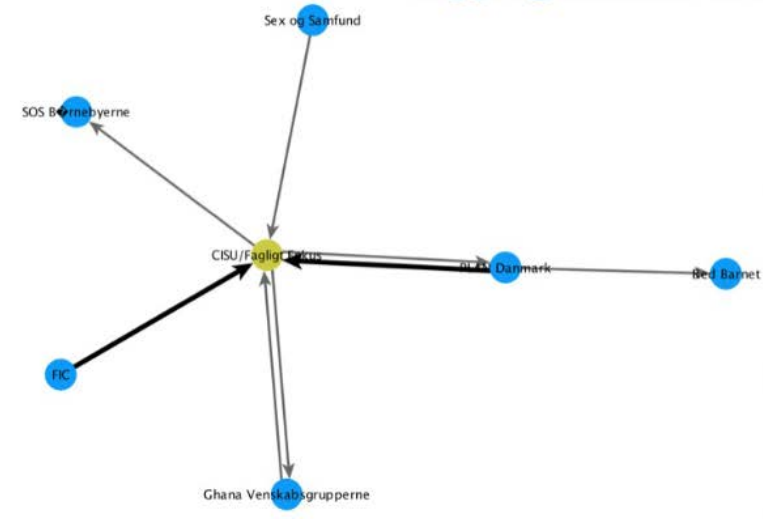 Sex og Samfund
SOS B�rnebyerne
CISU/Fagligt Fokus
Danmark
Red Barnet
FIC
Ghana Venskabsgrupperne